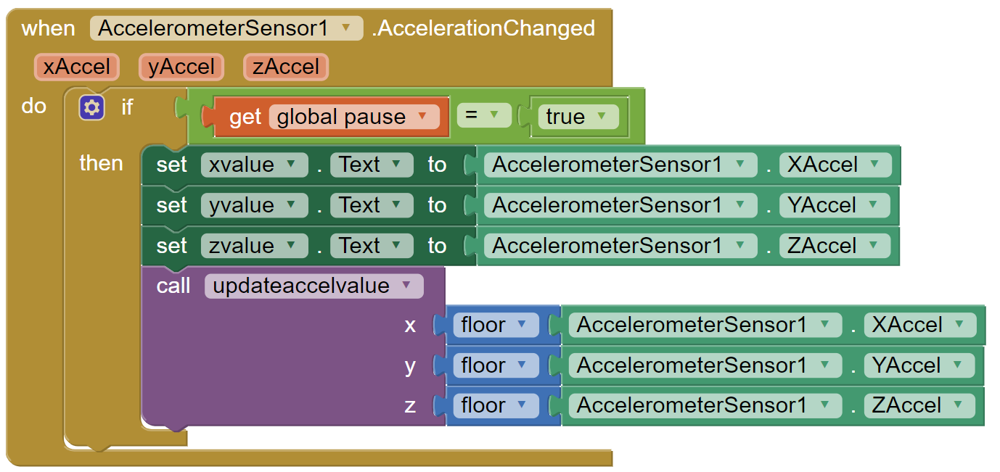 when AccelerometerSensor1 .AccelerationChanged
xAccel yAccel zAccel
do if get global pause = true
then set xvalue . Text to AccelerometerSensor1 . XAccel
set yvalue . Text to AccelerometerSensor1 . YAccel
set zvalue . Text to AccelerometerSensor1 . ZAccel
call updateaccelvalue
x floor AccelerometerSensor1 . XAccel
y floor AccelerometerSensor1 . YAccel
z floor AccelerometerSensor1 . ZAccel